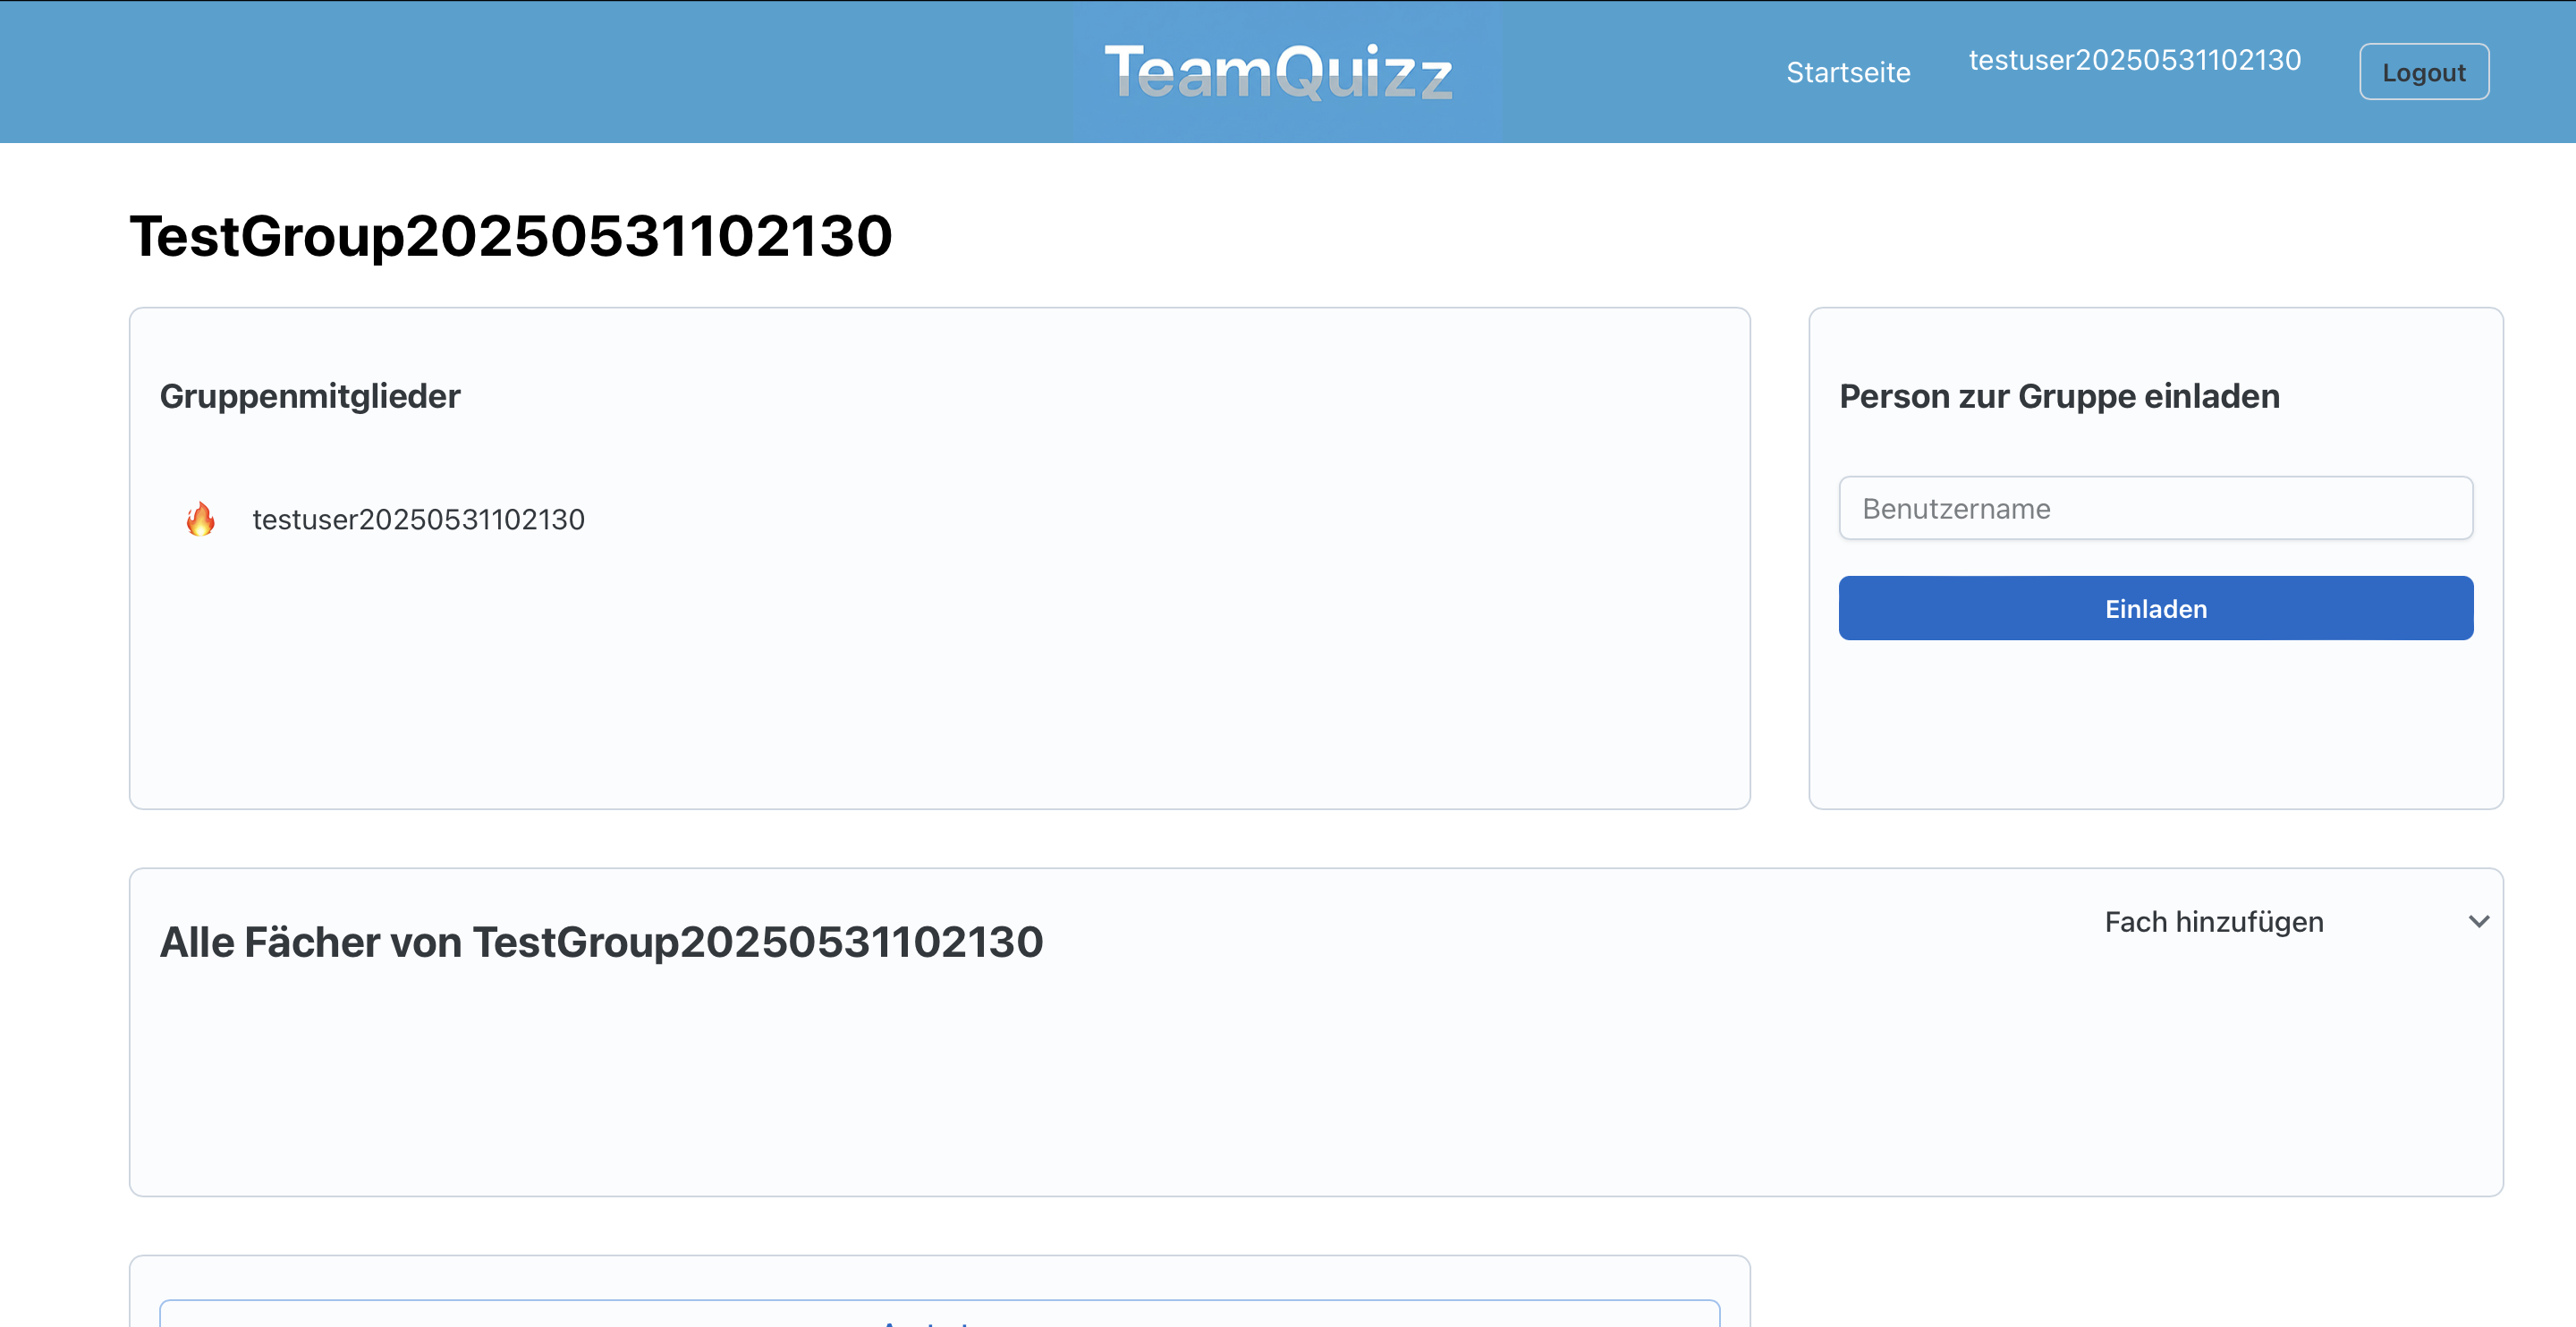 TeamQuizz
Startseite
testuser20250531102130
Logout
TestGroup20250531102130
Gruppenmitglieder
🔥 testuser20250531102130
Person zur Gruppe einladen
Benutzername
Einladen
Alle Fächer von TestGroup20250531102130
Fach hinzufügen